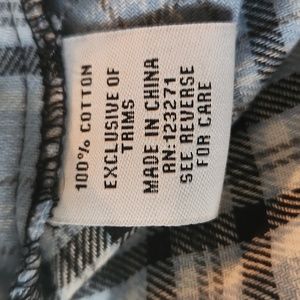 100% COTTON
EXCLUSIVE OF
TRIMS
MADE IN CHINA
RN:123271
SEE REVERSE
FOR CARE